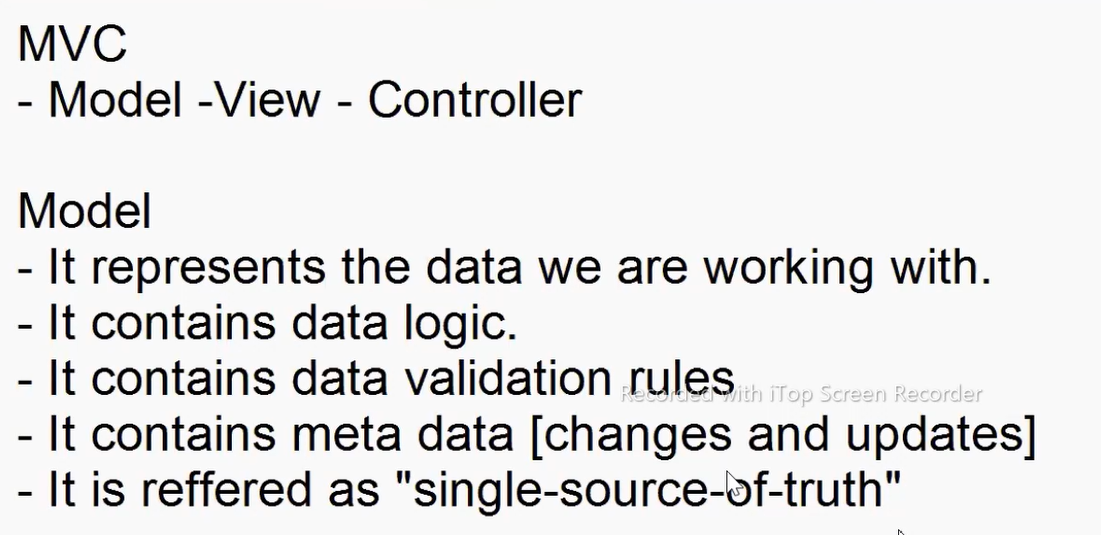 MVC
- Model -View - Controller
Model
- It represents the data we are working with.
- It contains data logic.
- It contains data validation rules
Recorded with iTop Screen Recorder
- It contains meta data [changes and updates]
- It is reffered as "single-source-of-truth"